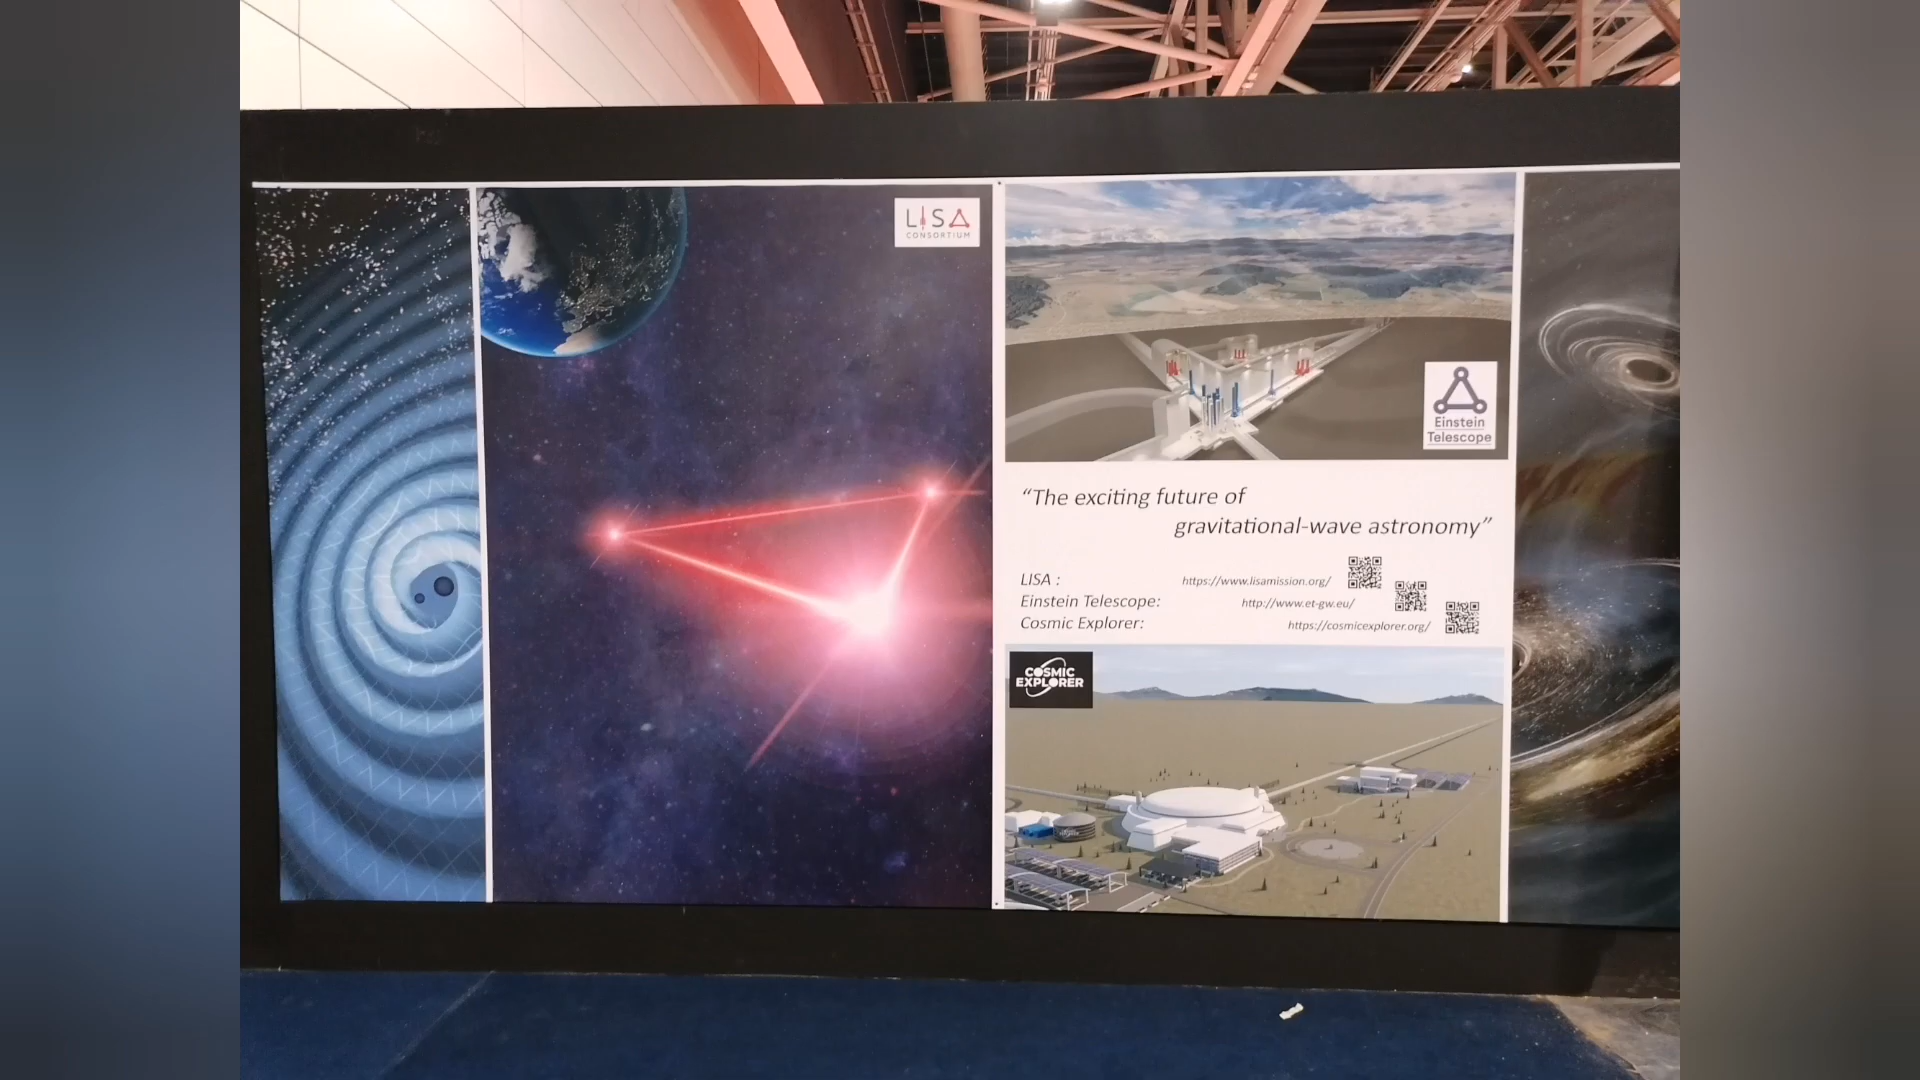 LISA
CONSORTIUM
Einstein
Telescope
“The exciting future of
gravitational-wave astronomy”
LISA : https://www.lisamission.org/
Einstein Telescope: http://www.et-gw.eu/
Cosmic Explorer: https://cosmicexplorer.org/
COSMIC
EXPLORER